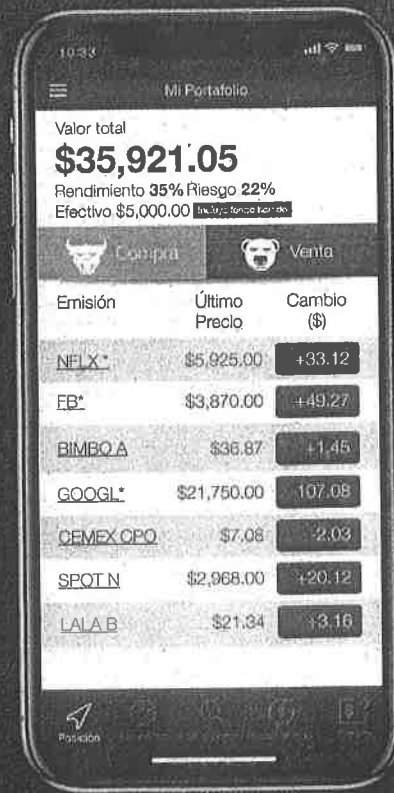 10:33
Mi Portafolio
Valor total
$35,921.05
Rendimiento 35% Riesgo 22%
Efectivo $5,000.00
Compra Venta
Emisión Último Precio Cambio ($)
NFLX* $5,925.00 +33.12
FB* $3,870.00 +49.27
BIMBO A $36.87 +1.45
GOOGL* $21,750.00 107.08
CEMEX CPO $7.08 -2.03
SPOT N $2,968.00 +20.12
LALA B $21.34 +3.16
Posición